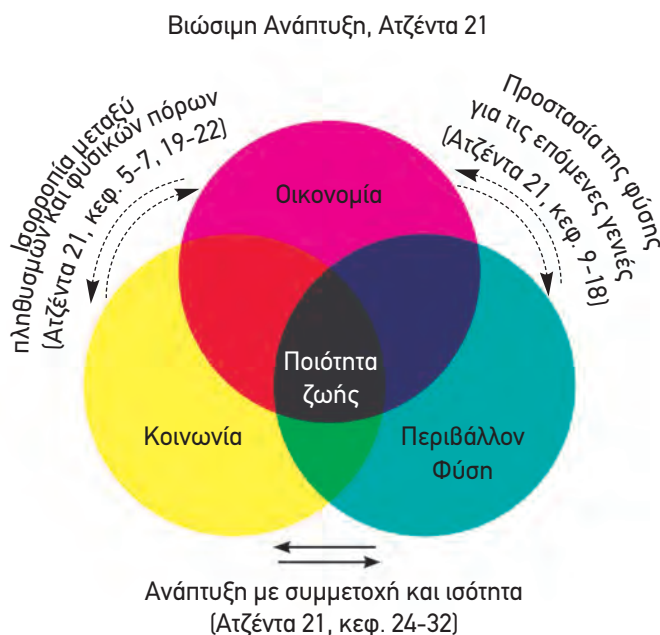 Βιώσιμη Ανάπτυξη, Ατζέντα 21
Ισορροπία μεταξύ
πληθυσμών και φυσικών πόρων
(Ατζέντα 21, κεφ. 5-7, 19-22)
Προστασία της φύσης
για τις επόμενες γενιές
(Ατζέντα 21, κεφ. 9-18)
Οικονομία
Ποιότητα
ζωής
Κοινωνία
Περιβάλλον
Φύση
Ανάπτυξη με συμμετοχή και ισότητα
(Ατζέντα 21, κεφ. 24-32)